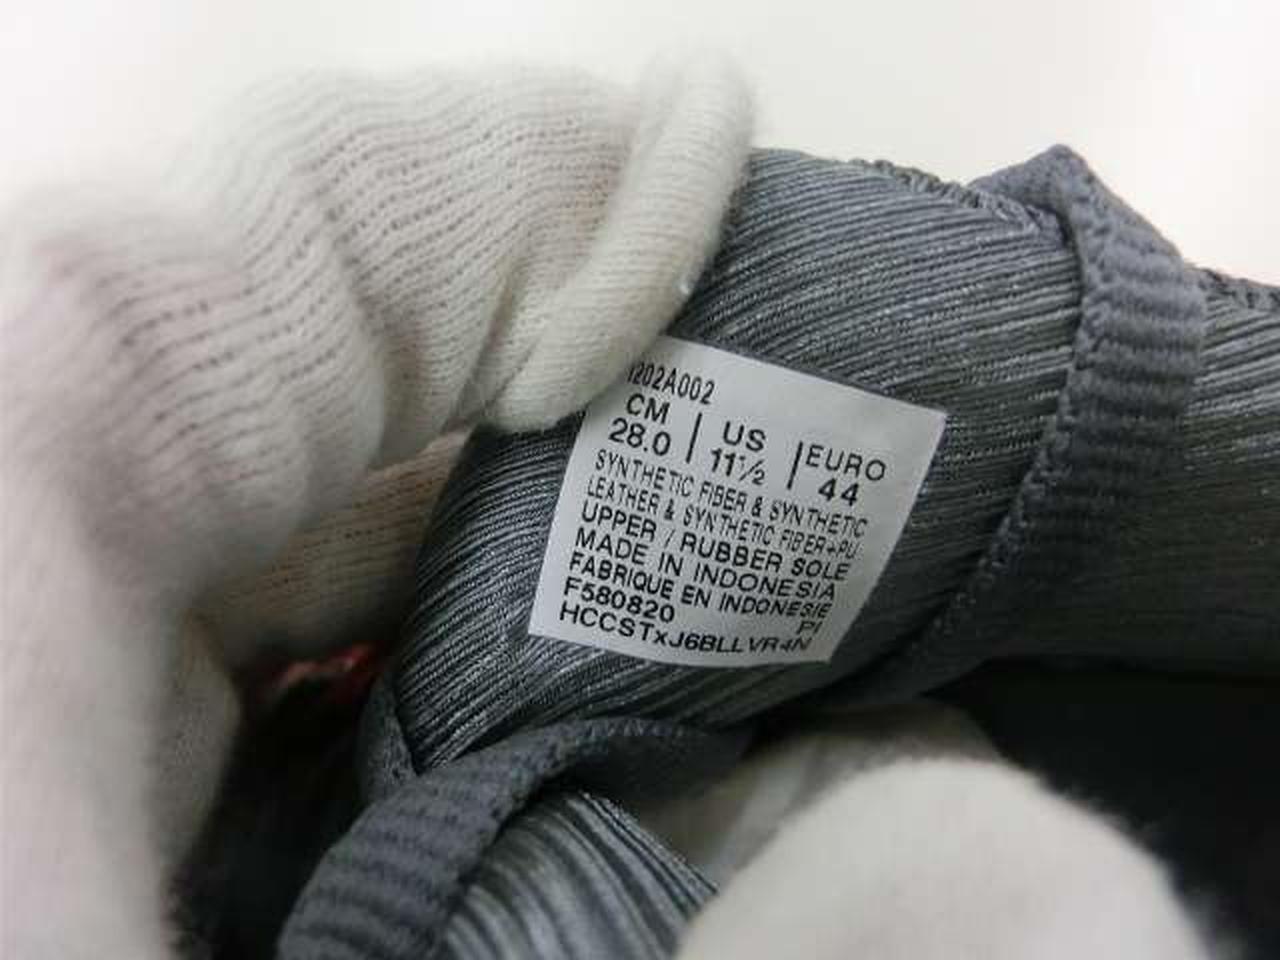 1202A002
CM | US | EURO
28.0 | 11½ | 44
SYNTHETIC FIBER & SYNTHETIC
LEATHER & SYNTHETIC FIBER+PU
UPPER / RUBBER SOLE
MADE IN INDONESIA
FABRIQUE EN INDONESIE
F580820 PI
HCCSTxJ6BLLVR4N